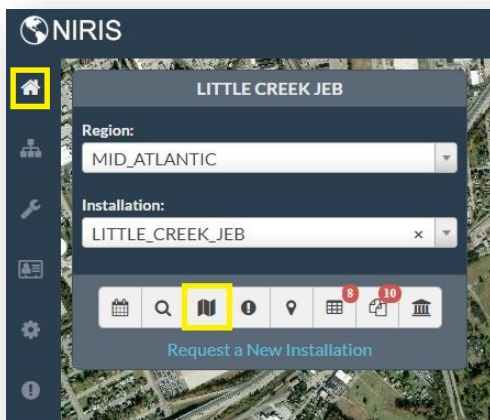 NIRIS
LITTLE CREEK JEB
Region:
MID_ATLANTIC
Installation:
LITTLE_CREEK_JEB ×
8 10
Request a New Installation